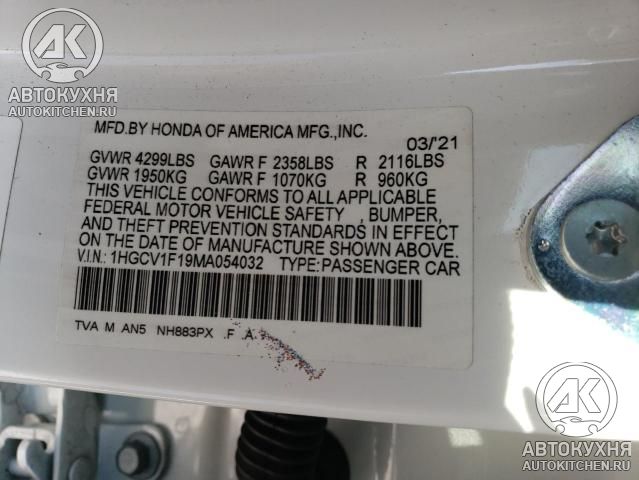 АВТОКУХНЯ
AUTOKITCHEN.RU
MFD.BY HONDA OF AMERICA MFG.,INC.
03/'21
GVWR 4299LBS GAWR F 2358LBS R 2116LBS
GVWR 1950KG GAWR F 1070KG R 960KG
THIS VEHICLE CONFORMS TO ALL APPLICABLE
FEDERAL MOTOR VEHICLE SAFETY , BUMPER,
AND THEFT PREVENTION STANDARDS IN EFFECT
ON THE DATE OF MANUFACTURE SHOWN ABOVE.
V.I.N.: 1HGCV1F19MA054032 TYPE:PASSENGER CAR
TVA M AN5 NH883PX .F .A
АК
АВТОКУХНЯ
AUTOKITCHEN.RU